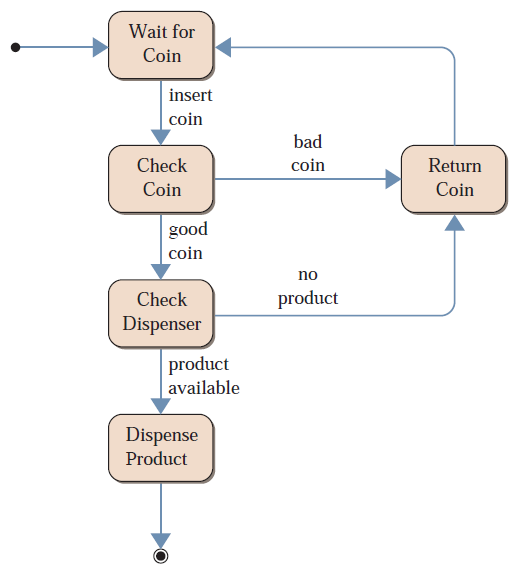 Wait for
Coin
insert
coin
bad
coin
Check
Coin
Return
Coin
good
coin
no
product
Check
Dispenser
product
available
Dispense
Product